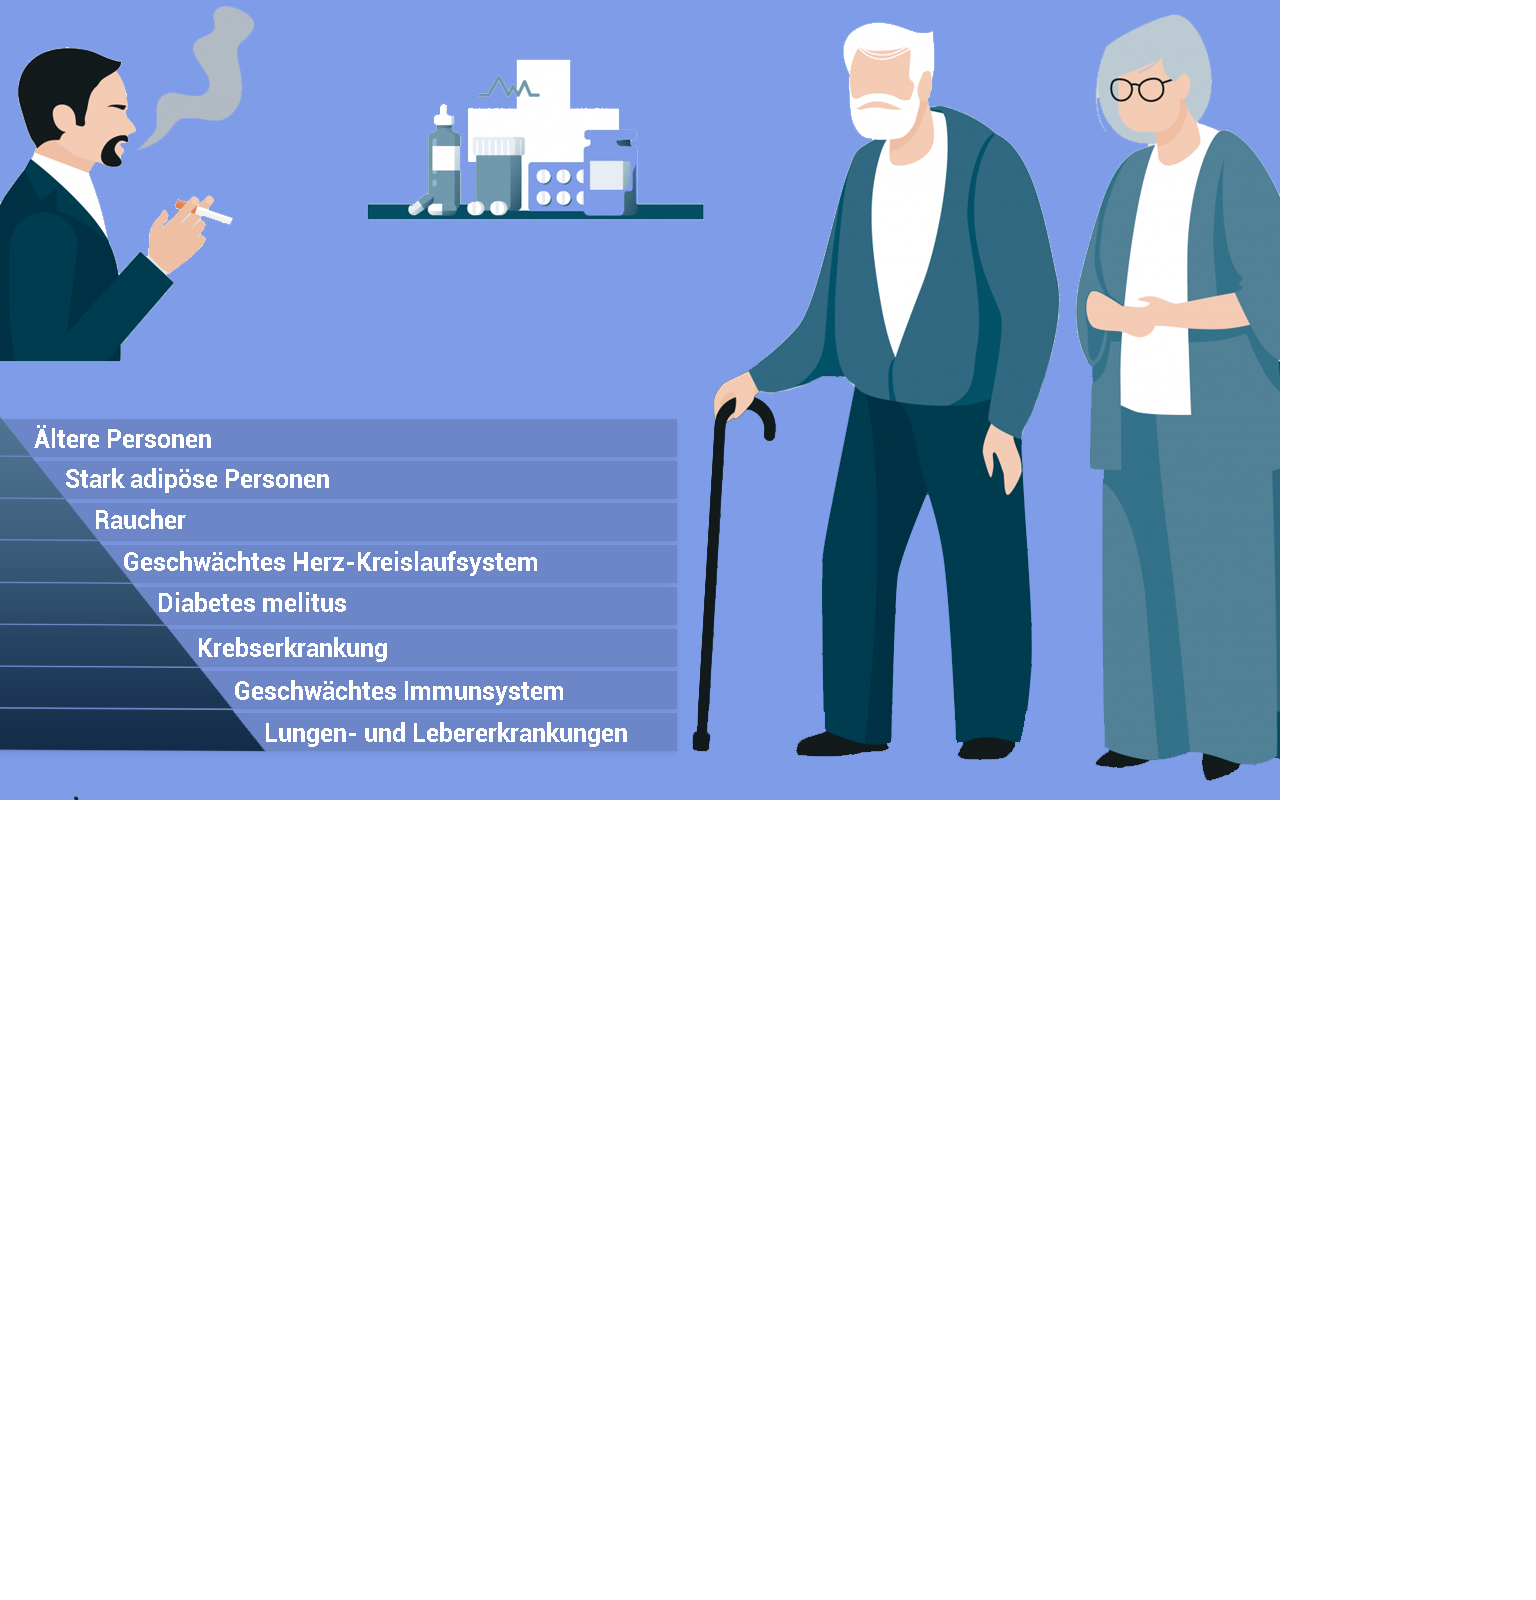 Ältere Personen
Stark adipöse Personen
Raucher
Geschwächtes Herz-Kreislaufsystem
Diabetes melitus
Krebserkrankung
Geschwächtes Immunsystem
Lungen- und Lebererkrankungen